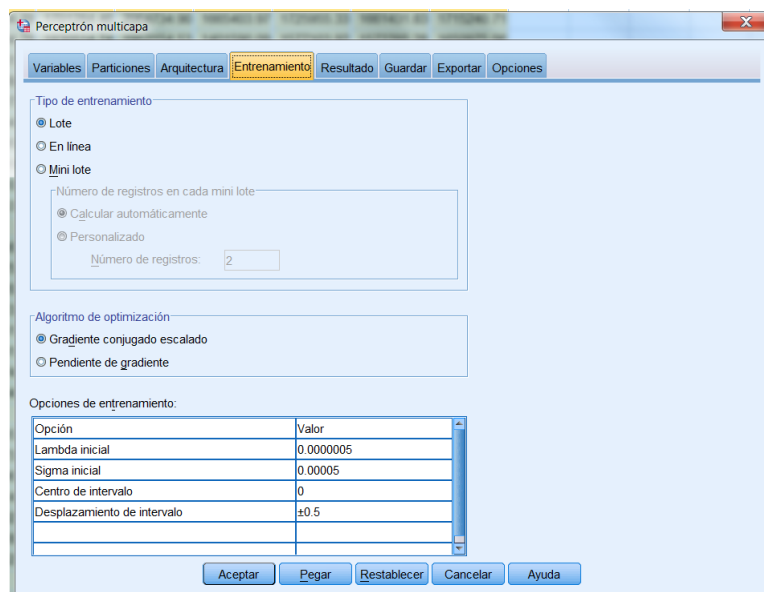 Perceptrón multicapa
Variables Particiones Arquitectura Entrenamiento Resultado Guardar Exportar Opciones
Tipo de entrenamiento
Lote
En línea
Mini lote
Número de registros en cada mini lote
Calcular automáticamente
Personalizado
Número de registros: 2
Algoritmo de optimización
Gradiente conjugado escalado
Pendiente de gradiente
Opciones de entrenamiento:
Opción Valor
Lambda inicial 0.0000005
Sigma inicial 0.00005
Centro de intervalo 0
Desplazamiento de intervalo ±0.5
Aceptar Pegar Restablecer Cancelar Ayuda